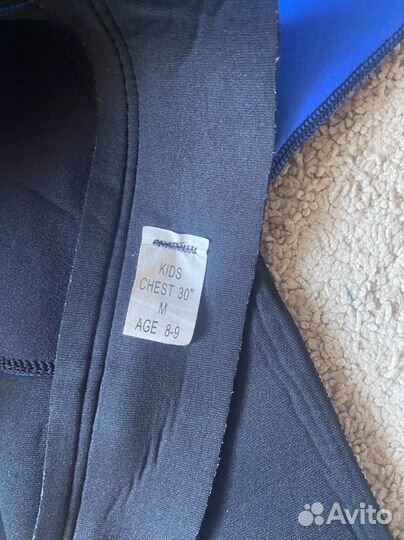 KIDS
CHEST 30"
M
AGE 8-9
Avito